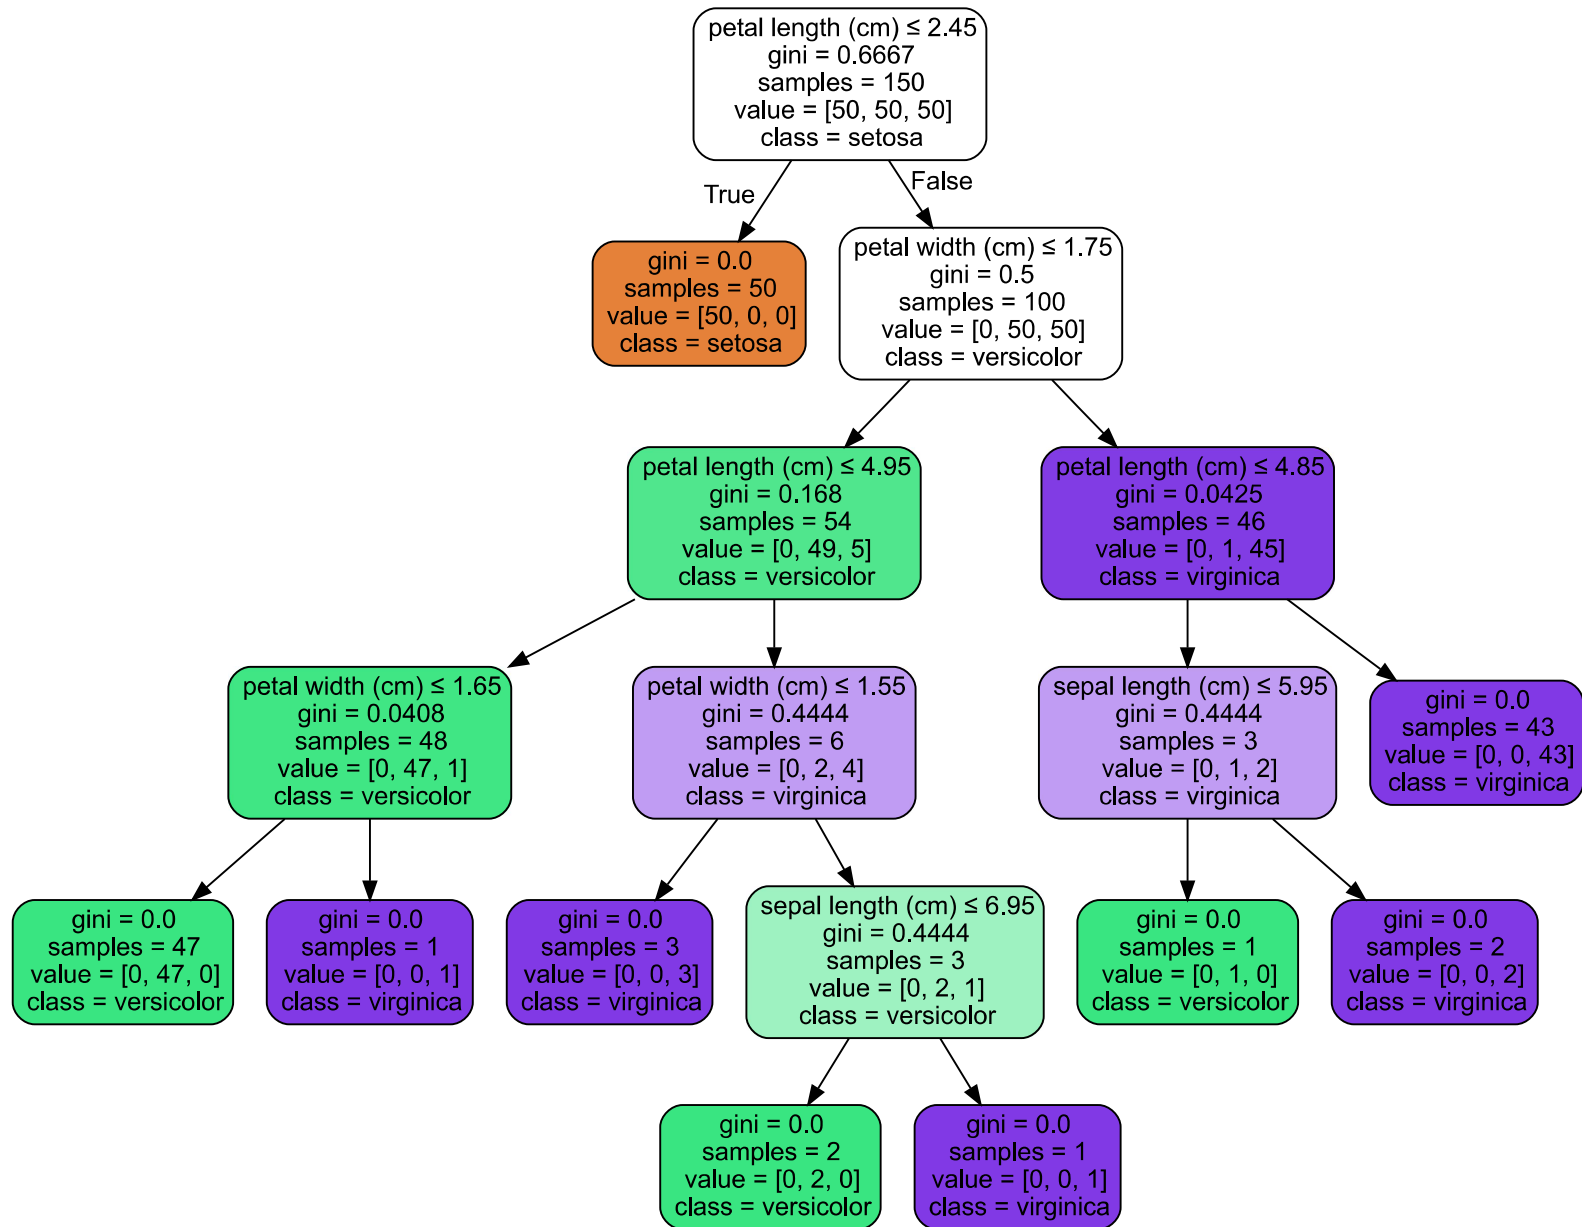 petal length (cm) ≤ 2.45
gini = 0.6667
samples = 150
value = [50, 50, 50]
class = setosa
True
False
gini = 0.0
samples = 50
value = [50, 0, 0]
class = setosa
petal width (cm) ≤ 1.75
gini = 0.5
samples = 100
value = [0, 50, 50]
class = versicolor
petal length (cm) ≤ 4.95
gini = 0.168
samples = 54
value = [0, 49, 5]
class = versicolor
petal length (cm) ≤ 4.85
gini = 0.0425
samples = 46
value = [0, 1, 45]
class = virginica
petal width (cm) ≤ 1.65
gini = 0.0408
samples = 48
value = [0, 47, 1]
class = versicolor
petal width (cm) ≤ 1.55
gini = 0.4444
samples = 6
value = [0, 2, 4]
class = virginica
sepal length (cm) ≤ 5.95
gini = 0.4444
samples = 3
value = [0, 1, 2]
class = virginica
gini = 0.0
samples = 43
value = [0, 0, 43]
class = virginica
gini = 0.0
samples = 47
value = [0, 47, 0]
class = versicolor
gini = 0.0
samples = 1
value = [0, 0, 1]
class = virginica
gini = 0.0
samples = 3
value = [0, 0, 3]
class = virginica
sepal length (cm) ≤ 6.95
gini = 0.4444
samples = 3
value = [0, 2, 1]
class = versicolor
gini = 0.0
samples = 1
value = [0, 1, 0]
class = versicolor
gini = 0.0
samples = 2
value = [0, 0, 2]
class = virginica
gini = 0.0
samples = 2
value = [0, 2, 0]
class = versicolor
gini = 0.0
samples = 1
value = [0, 0, 1]
class = virginica